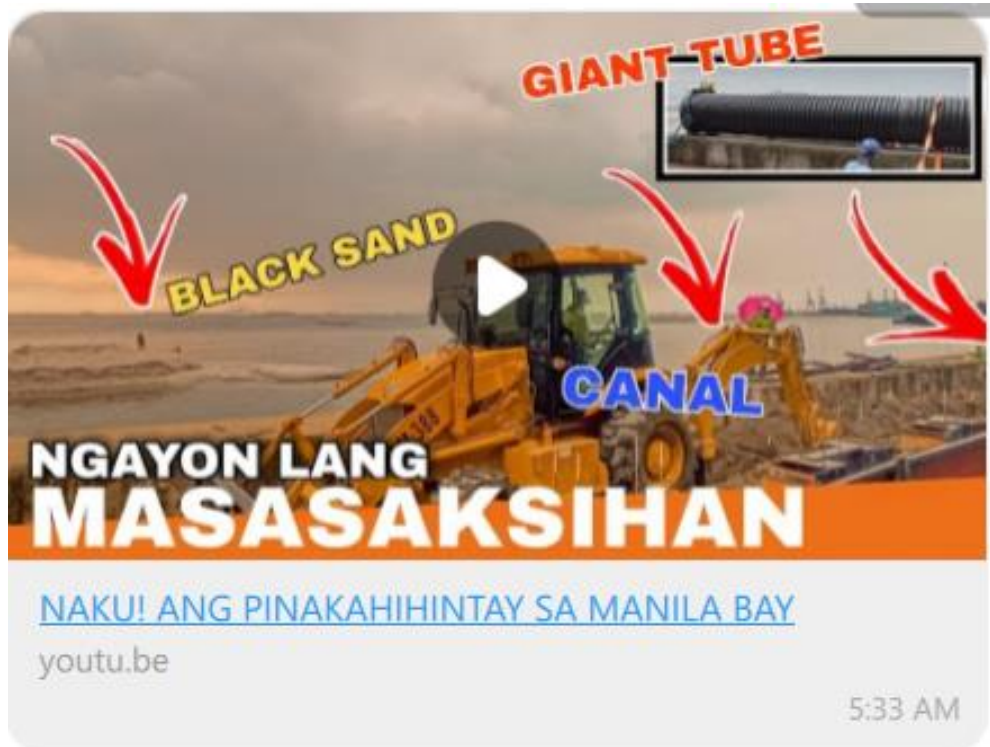 GIANT TUBE
BLACK SAND
CANAL
NGAYON LANG
MASASAKSIHAN
NAKU! ANG PINAKAHIHINTAY SA MANILA BAY
youtu.be
5:33 AM